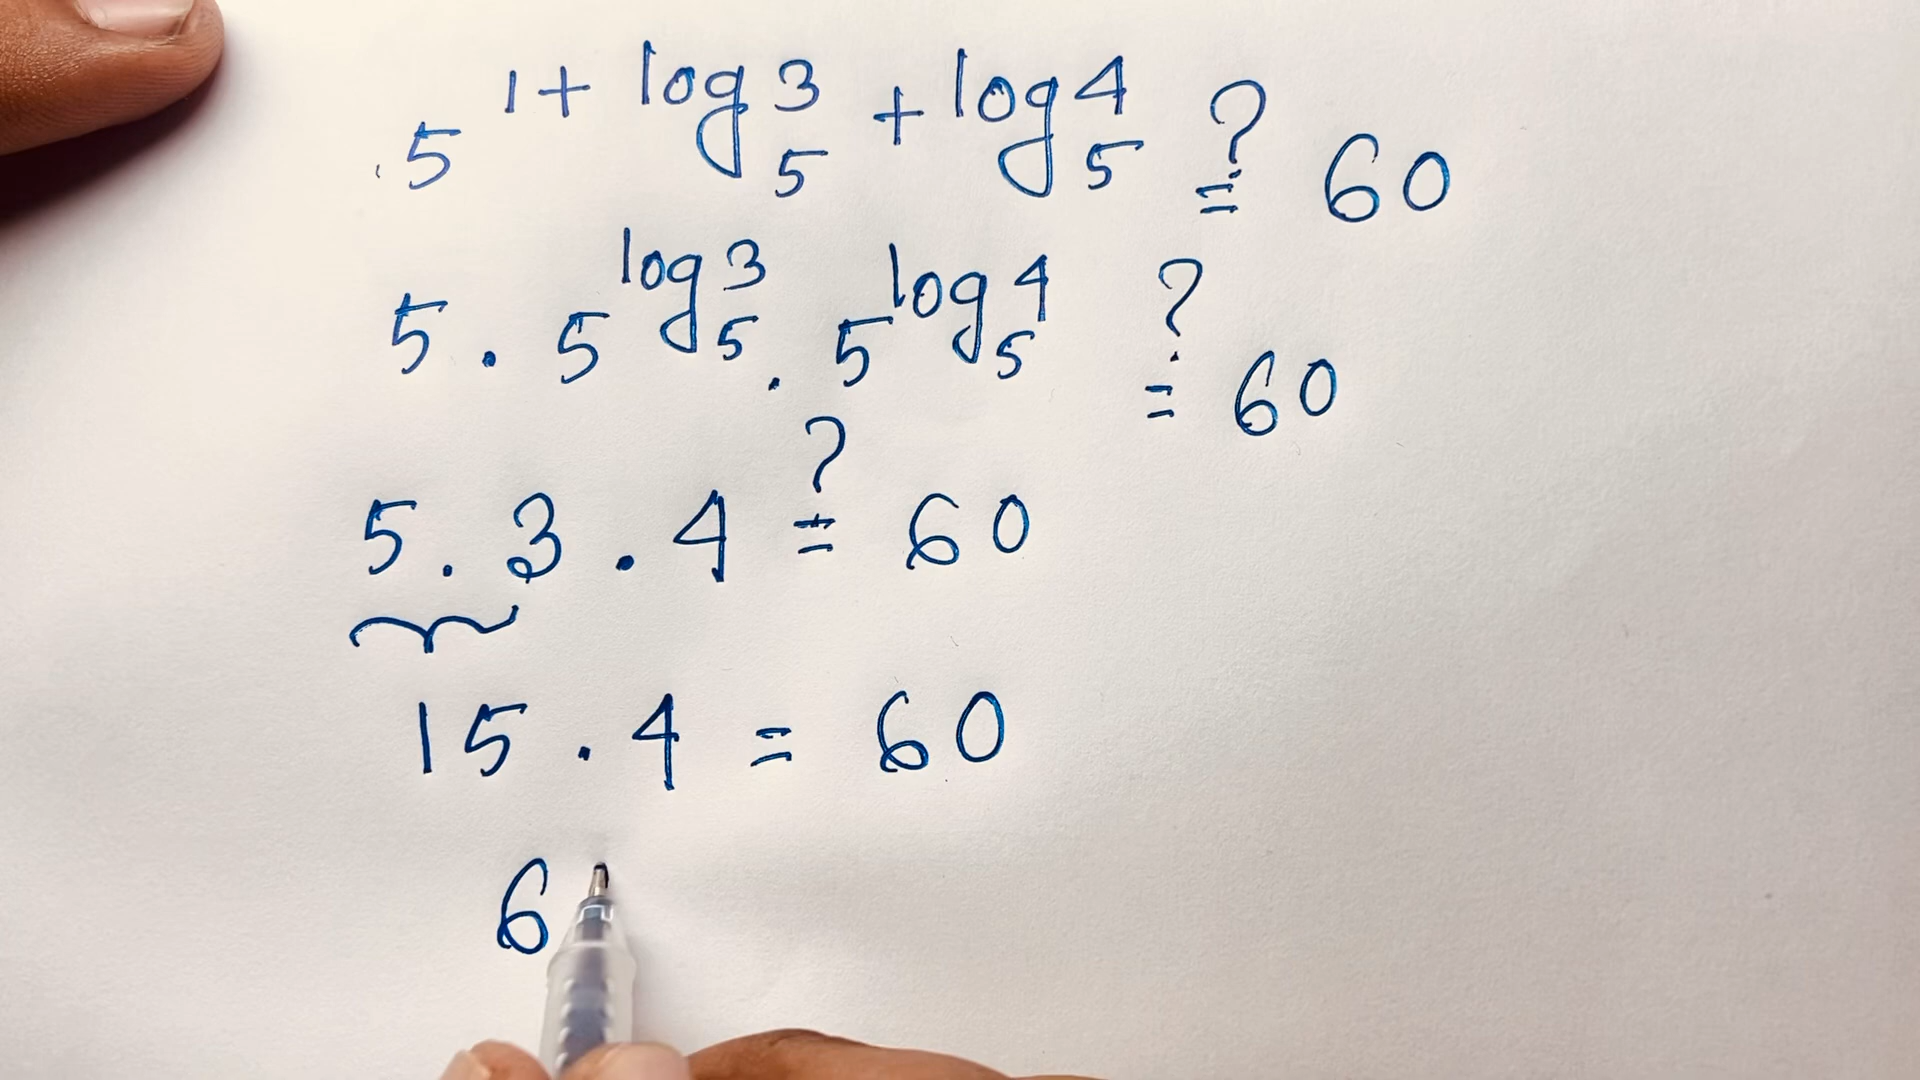 5^{1+log_5 3 + log_5 4} ?= 60
5 . 5^{log_5 3} . 5^{log_5 4} ?= 60
5 . 3 . 4 ?= 60
15 . 4 = 60
6